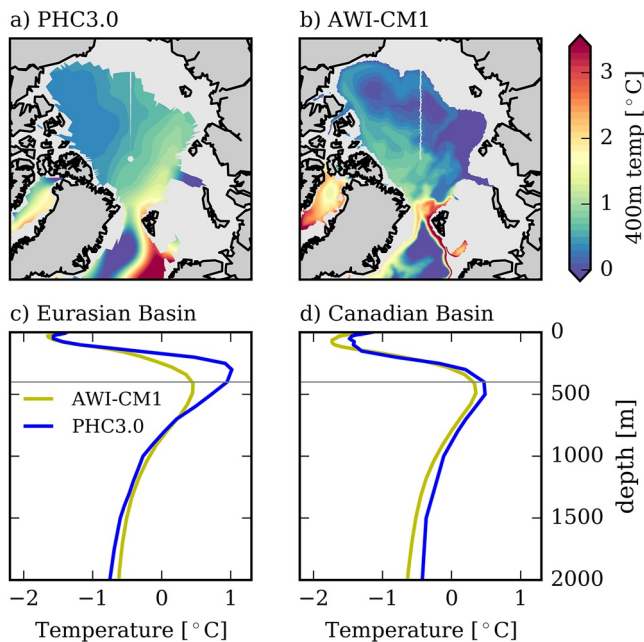 a) PHC3.0
b) AWI-CM1
3
2
1
0
400m temp [°C]
c) Eurasian Basin
d) Canadian Basin
0
500
1000
1500
2000
depth [m]
AWI-CM1
PHC3.0
−2 −1 0 1
−2 −1 0 1
Temperature [°C]
Temperature [°C]